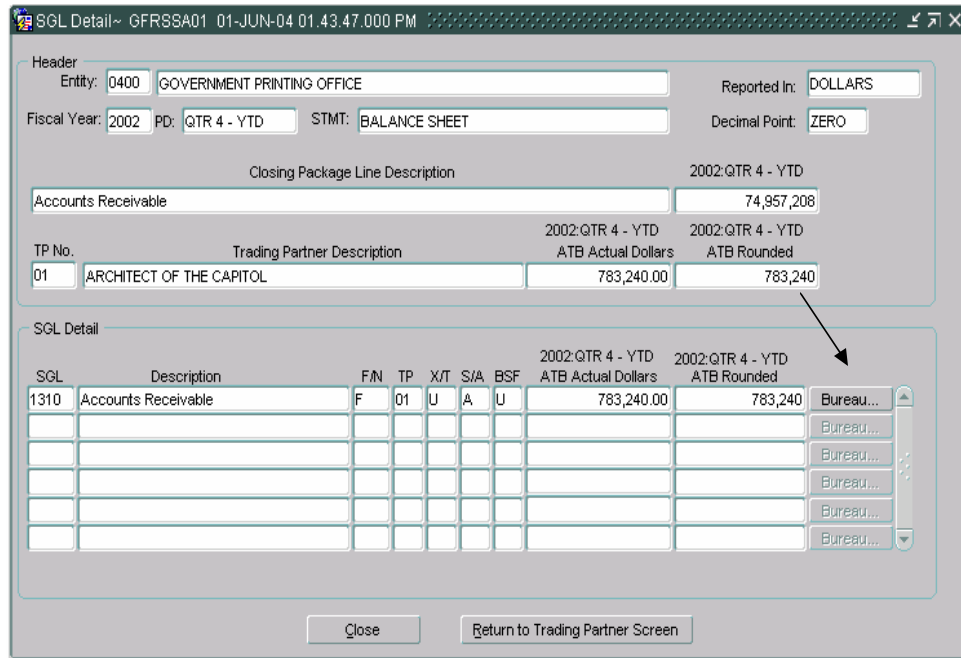 SGL Detail~ GFRSSA01 01-JUN-04 01.43.47.000 PM
Header
Entity: 0400 GOVERNMENT PRINTING OFFICE Reported In: DOLLARS
Fiscal Year: 2002 PD: QTR 4 - YTD STMT: BALANCE SHEET Decimal Point: ZERO
Closing Package Line Description 2002:QTR 4 - YTD
Accounts Receivable 74,957,208
2002:QTR 4 - YTD 2002:QTR 4 - YTD
TP No. Trading Partner Description ATB Actual Dollars ATB Rounded
01 ARCHITECT OF THE CAPITOL 783,240.00 783,240
SGL Detail
2002:QTR 4 - YTD 2002:QTR 4 - YTD
SGL Description F/N TP X/T S/A BSF ATB Actual Dollars ATB Rounded
1310 Accounts Receivable F 01 U A U 783,240.00 783,240 Bureau...
Bureau...
Bureau...
Bureau...
Bureau...
Bureau...
Close Return to Trading Partner Screen